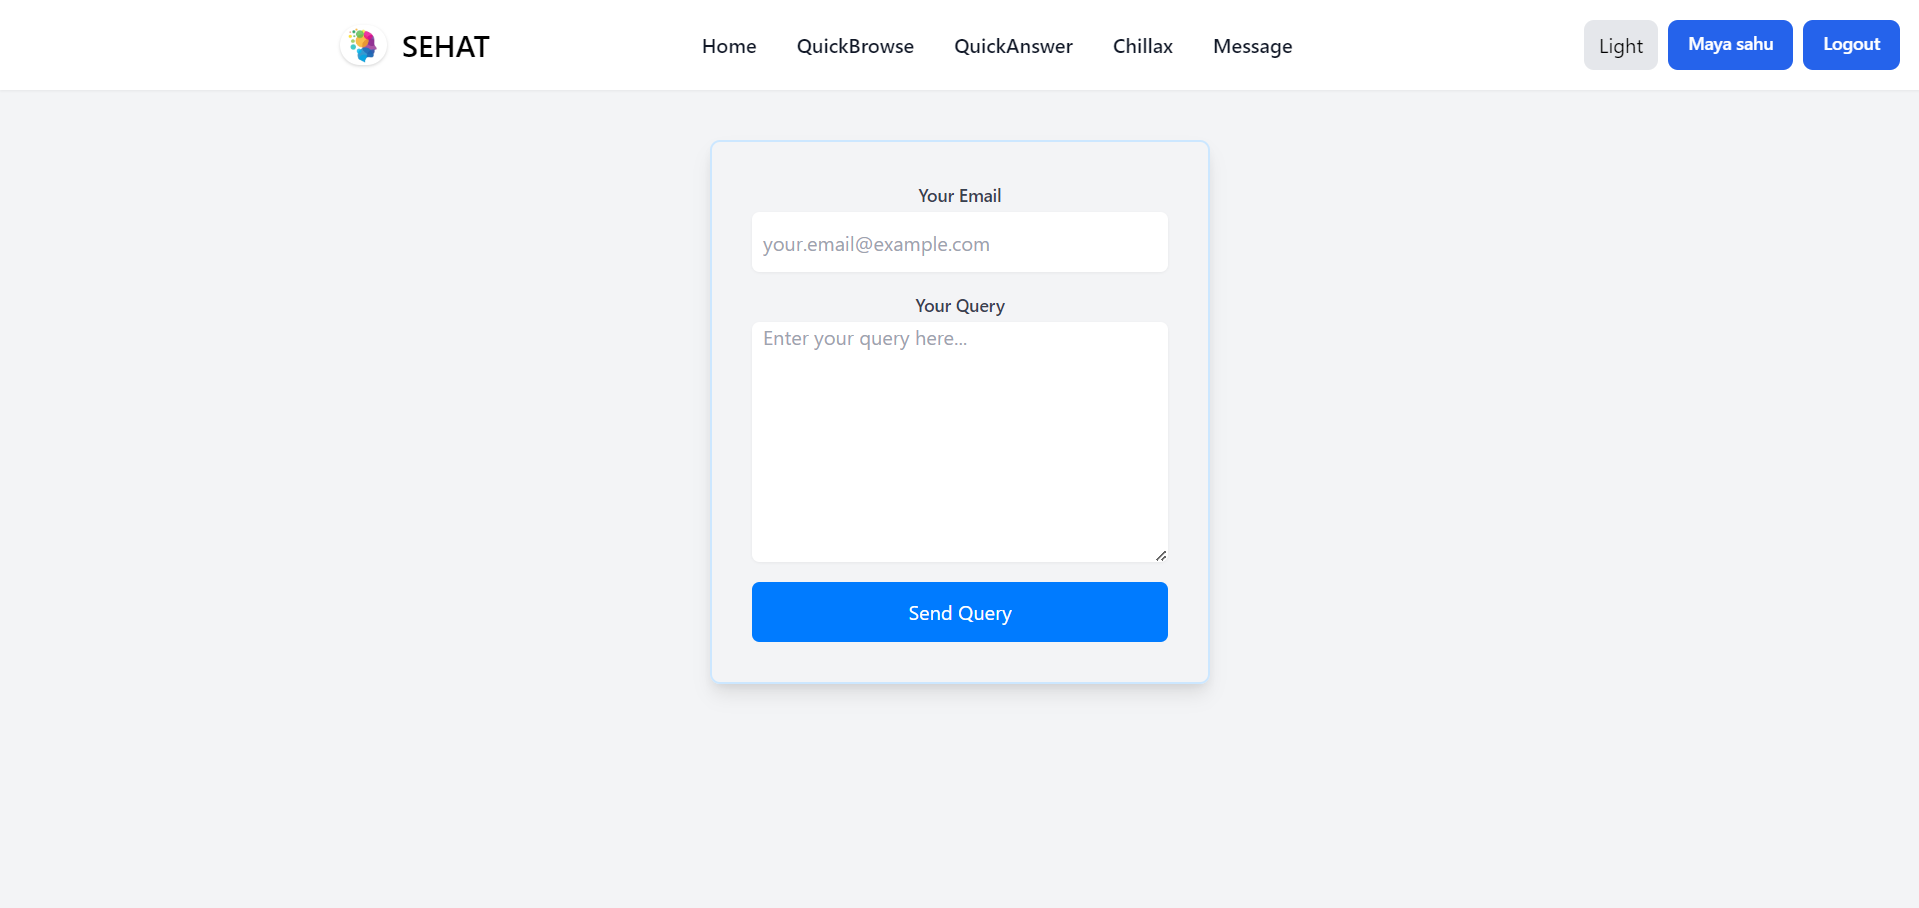 SEHAT
Home QuickBrowse QuickAnswer Chillax Message
Light Maya sahu Logout
Your Email
your.email@example.com
Your Query
Enter your query here...
Send Query